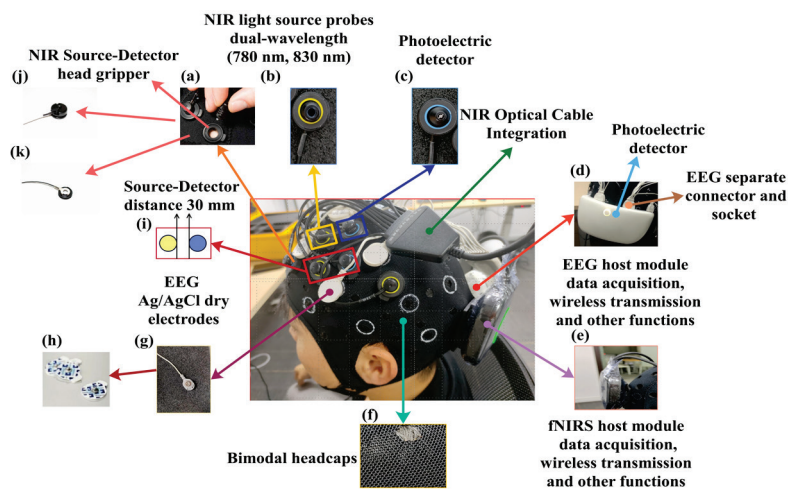 NIR light source probes
dual-wavelength
(780 nm, 830 nm)
Photoelectric
detector
NIR Source-Detector
head gripper
(a)
(b)
(c)
(j)
(k)
NIR Optical Cable
Integration
Photoelectric
detector
(d)
EEG separate
connector and
socket
Source-Detector
distance 30 mm
(i)
EEG
Ag/AgCl dry
electrodes
EEG host module
data acquisition,
wireless transmission
and other functions
(h)
(g)
(e)
(f)
Bimodal headcaps
fNIRS host module
data acquisition,
wireless transmission
and other functions